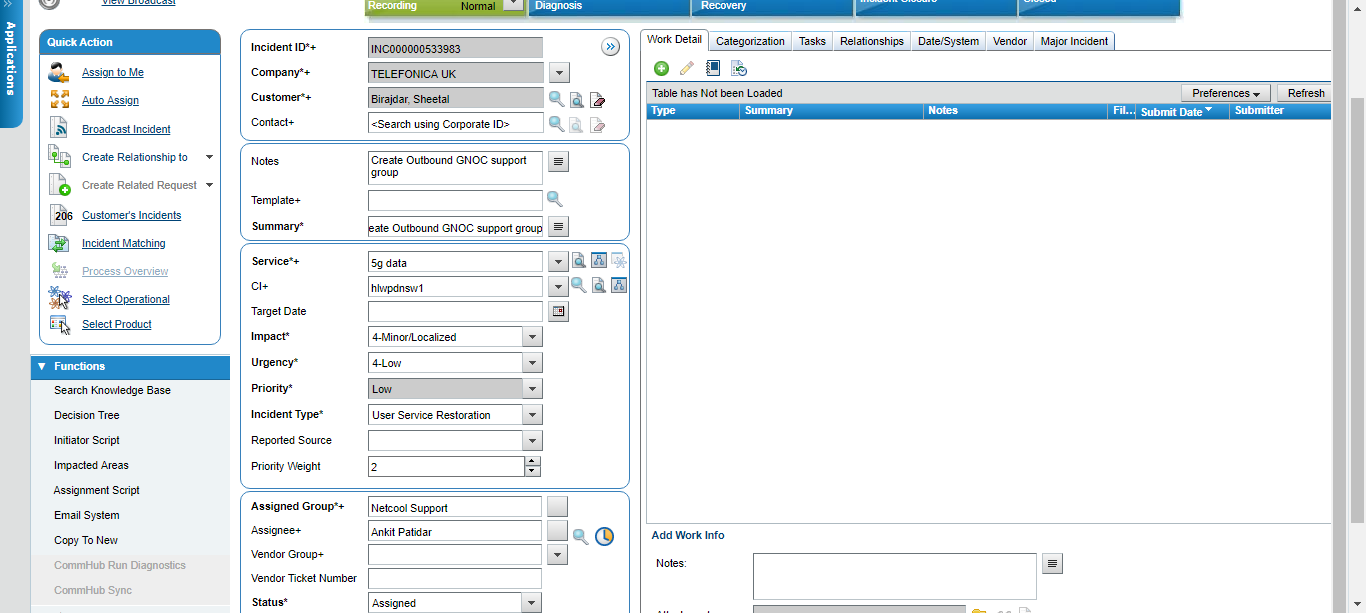 View Broadcast
Recording Normal
Diagnosis
Recovery
Incident Closure
Closed
Applications
Quick Action
Assign to Me
Auto Assign
Broadcast Incident
Create Relationship to
Create Related Request
206 Customer's Incidents
Incident Matching
Process Overview
Select Operational
Select Product
Functions
Search Knowledge Base
Decision Tree
Initiator Script
Impacted Areas
Assignment Script
Email System
Copy To New
CommHub Run Diagnostics
CommHub Sync
Incident ID*+ INC000000533983
Company*+ TELEFONICA UK
Customer*+ Birajdar, Sheetal
Contact+ <Search using Corporate ID>
Notes Create Outbound GNOC support
group
Template+
Summary* eate Outbound GNOC support group
Service*+ 5g data
CI+ hlwpdnsw1
Target Date
Impact* 4-Minor/Localized
Urgency* 4-Low
Priority* Low
Incident Type* User Service Restoration
Reported Source
Priority Weight 2
Assigned Group*+ Netcool Support
Assignee+ Ankit Patidar
Vendor Group+
Vendor Ticket Number
Status* Assigned
Work Detail Categorization Tasks Relationships Date/System Vendor Major Incident
Table has Not been Loaded Preferences Refresh
Type Summary Notes Fil... Submit Date Submitter
Add Work Info
Notes: